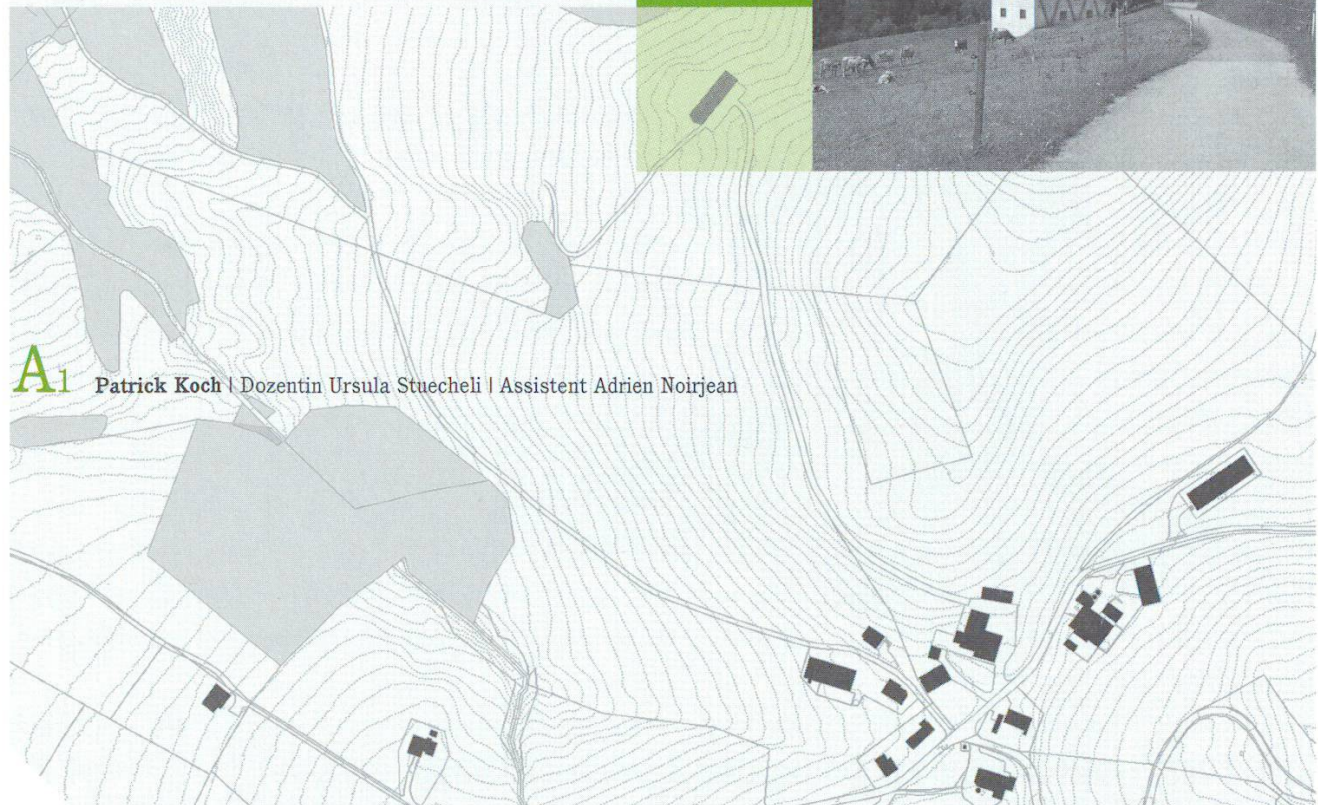 A1 Patrick Koch | Dozentin Ursula Stuecheli | Assistent Adrien Noirjean